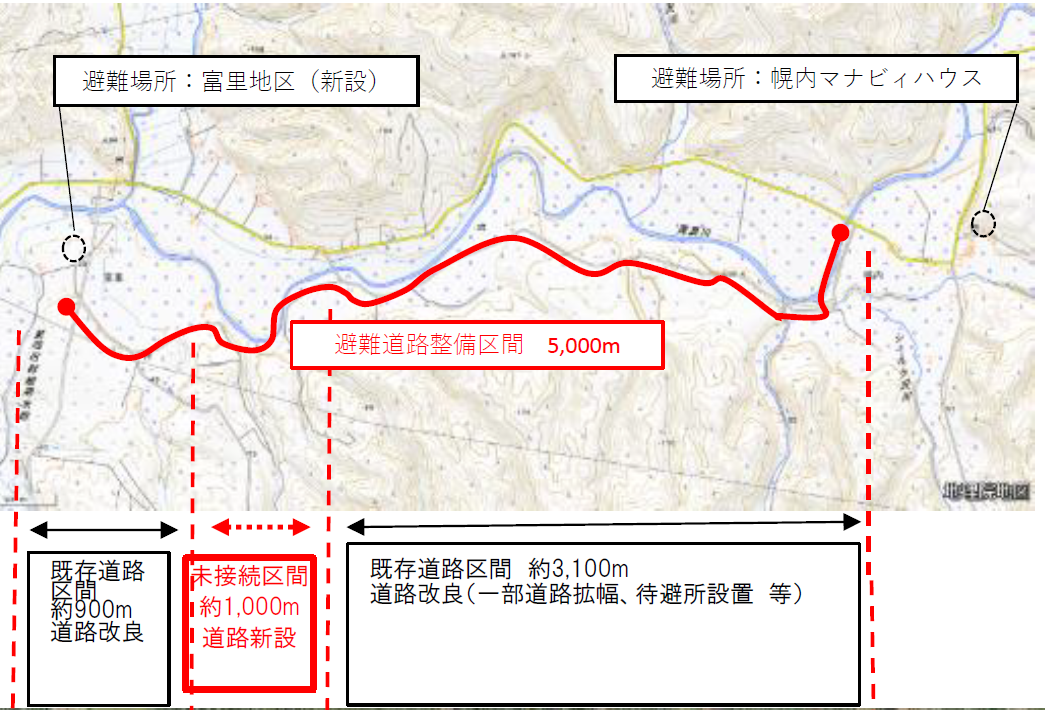 避難場所：富里地区（新設）
避難場所：幌内マナビィハウス
避難道路整備区間　5,000m
地理院地図
既存道路
区間
約900m
道路改良
未接続区間
約1,000m
道路新設
既存道路区間　約3,100m
道路改良（一部道路拡幅、待避所設置　等）